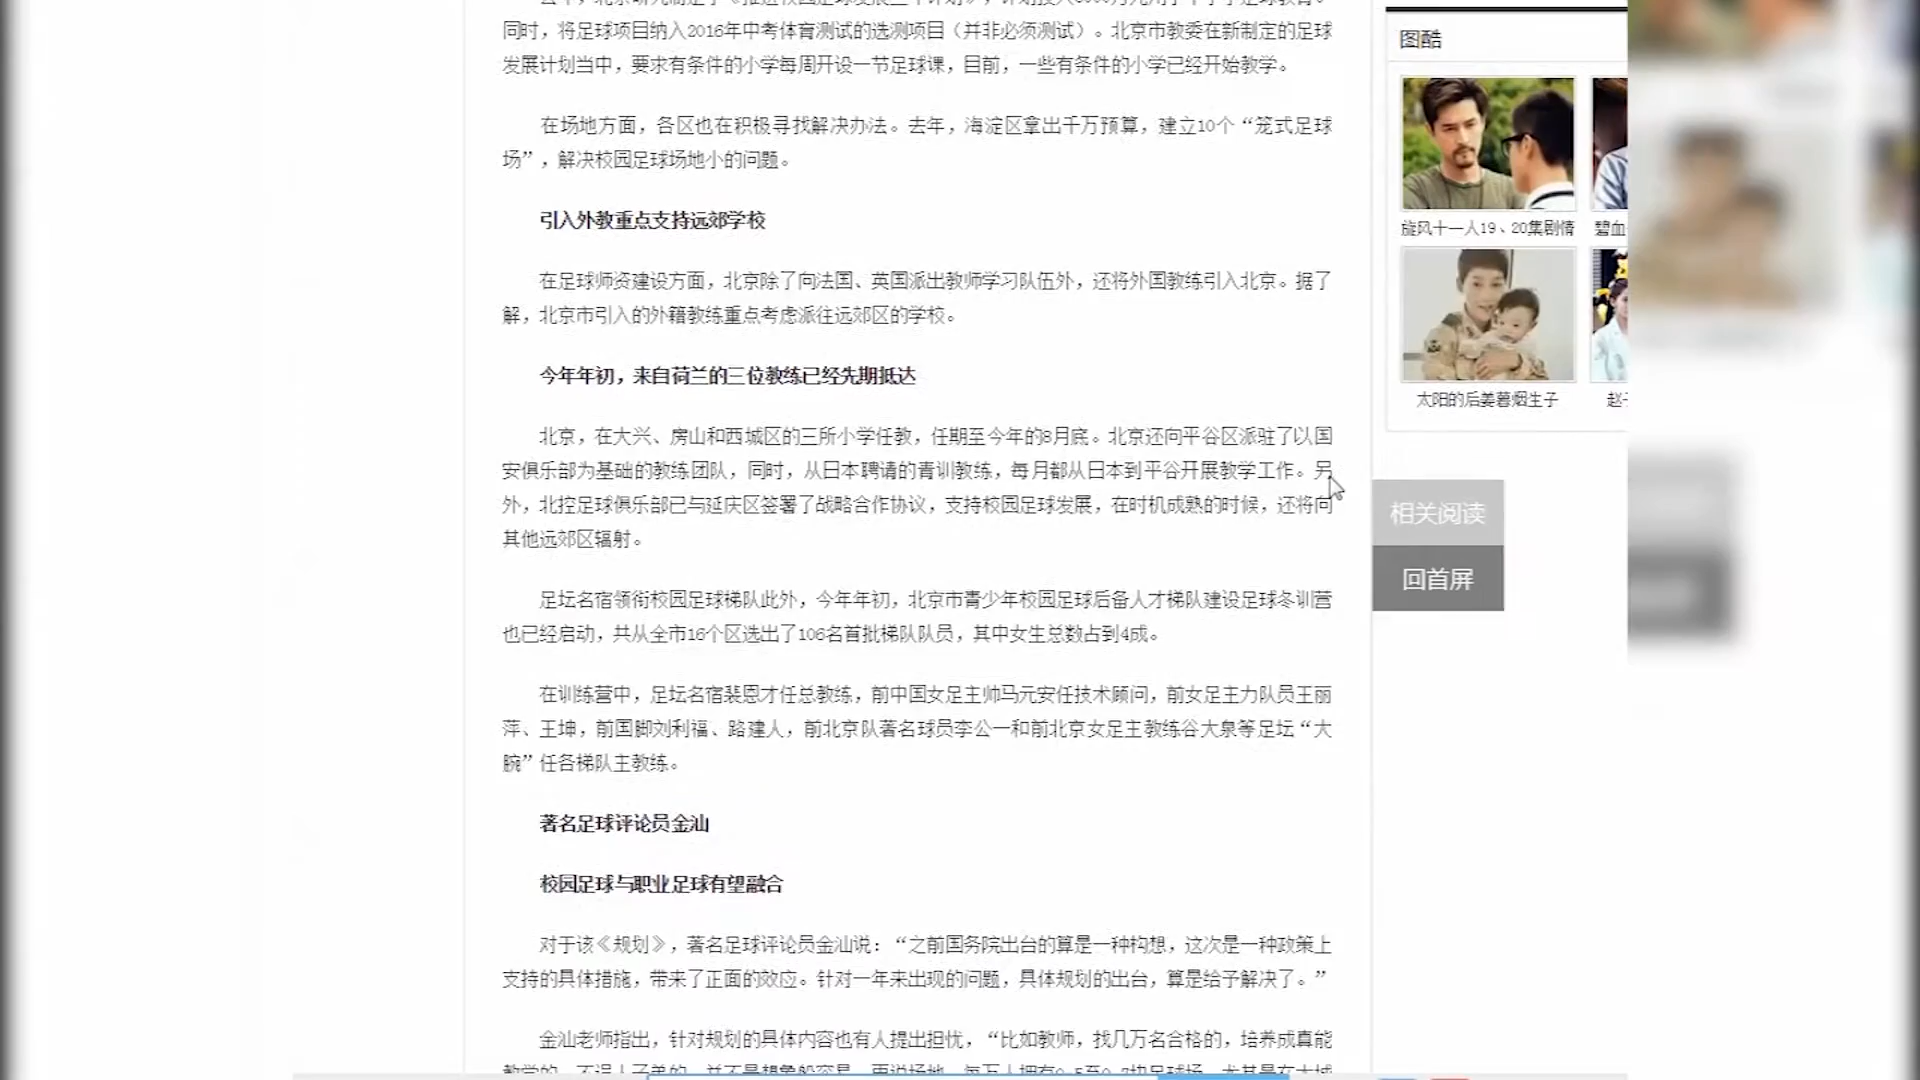 同时，将足球项目纳入2016年中考体育测试的选测项目（并非必须测试）。北京市教委在新制定的足球
发展计划当中，要求有条件的小学每周开设一节足球课，目前，一些有条件的小学已经开始教学。
在场地方面，各区也在积极寻找解决办法。去年，海淀区拿出千万预算，建立10个“笼式足球
场”，解决校园足球场地小的问题。
引入外教重点支持远郊学校
在足球师资建设方面，北京除了向法国、英国派出教师学习队伍外，还将外国教练引入北京。据了
解，北京市引入的外籍教练重点考虑派往远郊区的学校。
今年年初，来自荷兰的三位教练已经先期抵达
北京，在大兴、房山和西城区的三所小学任教，任期至今年的8月底。北京还向平谷区派驻了以国
安俱乐部为基础的教练团队，同时，从日本聘请的青训教练，每月都从日本到平谷开展教学工作。另
外，北控足球俱乐部已与延庆区签署了战略合作协议，支持校园足球发展，在时机成熟的时候，还将向
其他远郊区辐射。
足坛名宿领衔校园足球梯队此外，今年年初，北京市青少年校园足球后备人才梯队建设足球冬训营
也已经启动，共从全市16个区选出了106名首批梯队队员，其中女生总数占到4成。
在训练营中，足坛名宿裴恩才任总教练，前中国女足主帅马元安任技术顾问，前女足主力队员王丽
萍、王坤，前国脚刘利福、路建人，前北京队著名球员李公一和前北京女足主教练谷大泉等足坛“大
腕”任各梯队主教练。
著名足球评论员金汕
校园足球与职业足球有望融合
对于该《规划》，著名足球评论员金汕说：“之前国务院出台的算是一种构想，这次是一种政策上
支持的具体措施，带来了正面的效应。针对一年来出现的问题，具体规划的出台，算是给予解决了。”
金汕老师指出，针对规划的具体内容也有人提出担忧，“比如教师，找几万名合格的，培养成真能
图酷
旋风十一人19、20集剧情
碧血
太阳的后姜暮烟生子
赵
相关阅读
回首屏